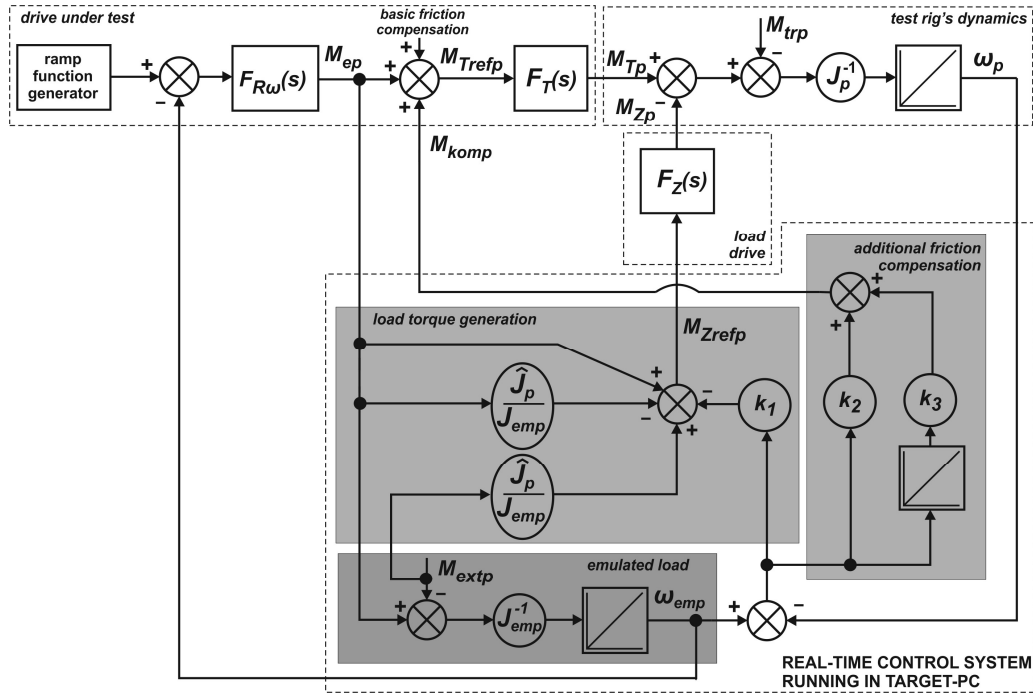 drive under test
basic friction
compensation
test rig's dynamics
ramp
function
generator
+
−
F_Rω(s)
M_ep
+
+
+
M_Trefp
F_T(s)
M_Tp
+
M_Zp
−
M_trp
−
+
J_p^-1
ω_p
M_komp
F_Z(s)
load
drive
additional friction
compensation
+
+
load torque generation
M_Zrefp
Ĵ_p
J_emp
+
−
−
+
k_1
k_2
k_3
Ĵ_p
J_emp
M_extp
emulated load
+
−
J_emp^-1
ω_emp
+
−
REAL-TIME CONTROL SYSTEM
RUNNING IN TARGET-PC